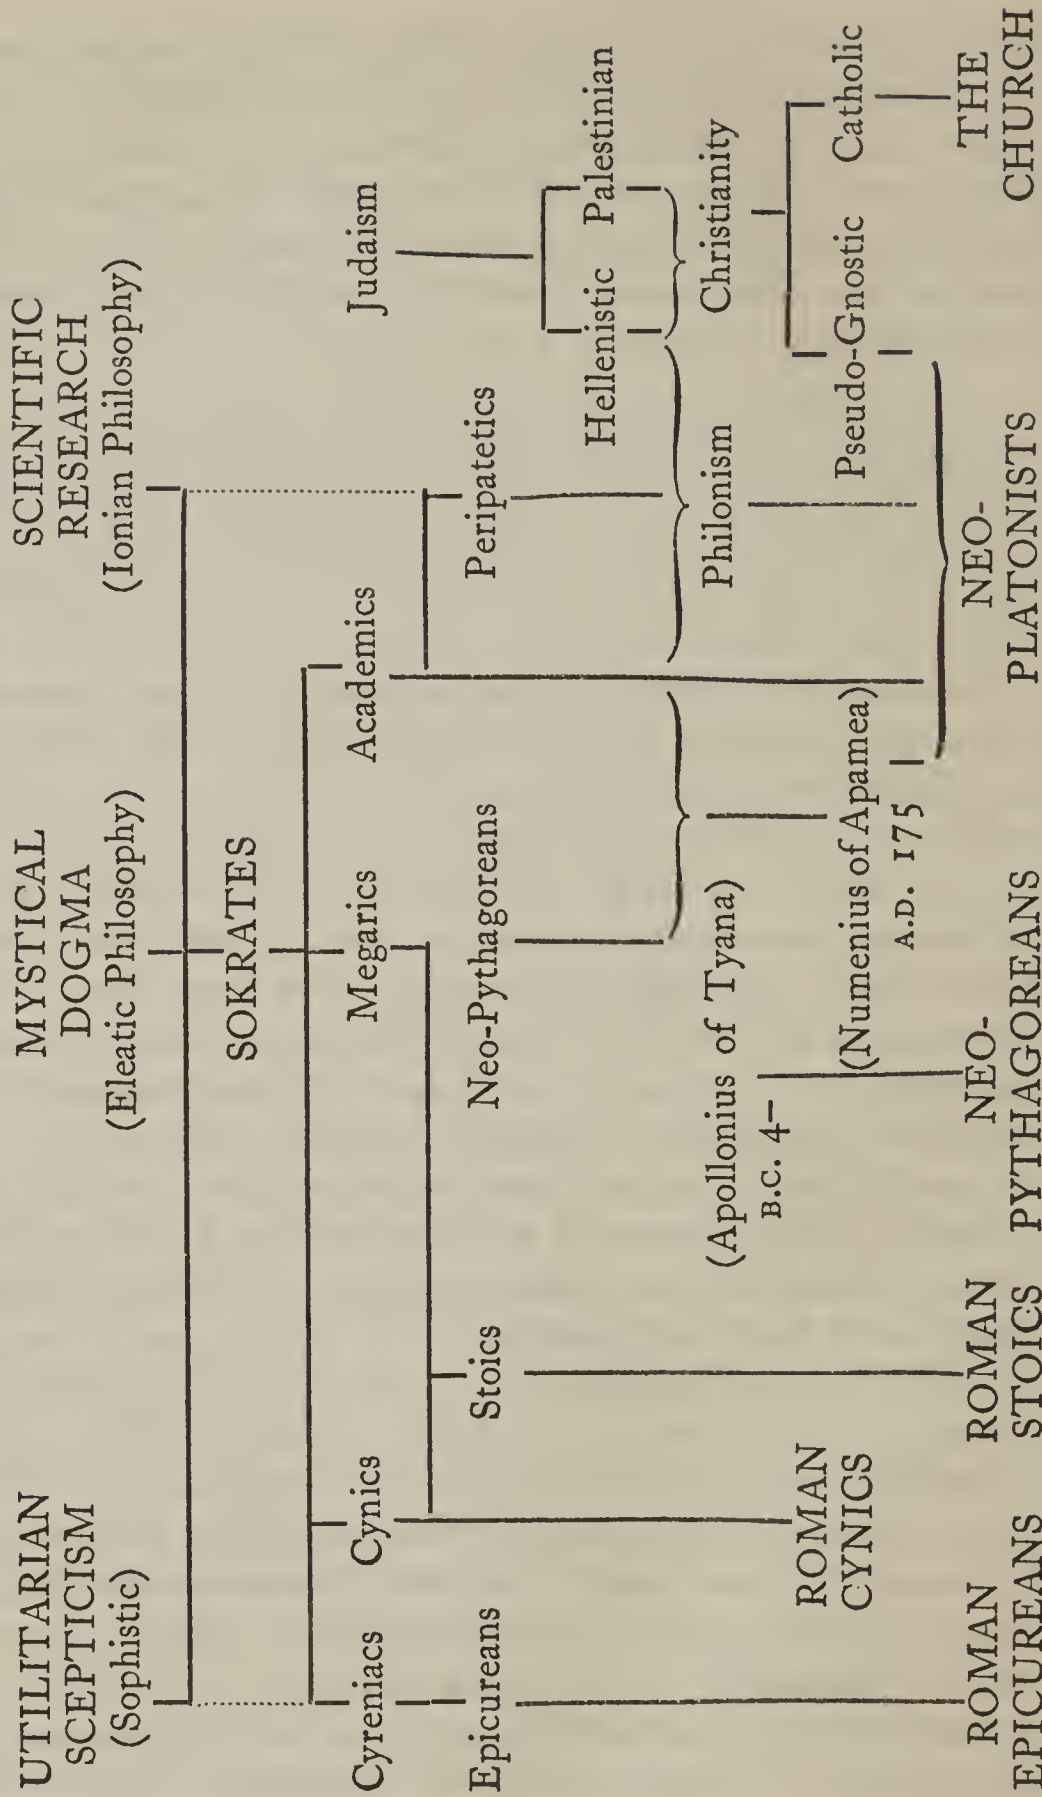 UTILITARIAN
SCEPTICISM
(Sophistic)
MYSTICAL
DOGMA
(Eleatic Philosophy)
SCIENTIFIC
RESEARCH
(Ionian Philosophy)
SOKRATES
Cyreniacs
Cynics
Megarics
Academics
Judaism
Epicureans
Stoics
Neo-Pythagoreans
Peripatetics
Hellenistic
Palestinian
(Apollonius of Tyana)
B.C. 4–
Philonism
Christianity
ROMAN
CYNICS
(Numenius of Apamea)
A.D. 175
Pseudo-Gnostic
Catholic
ROMAN
EPICUREANS
ROMAN
STOICS
NEO-
PYTHAGOREANS
NEO-
PLATONISTS
THE
CHURCH